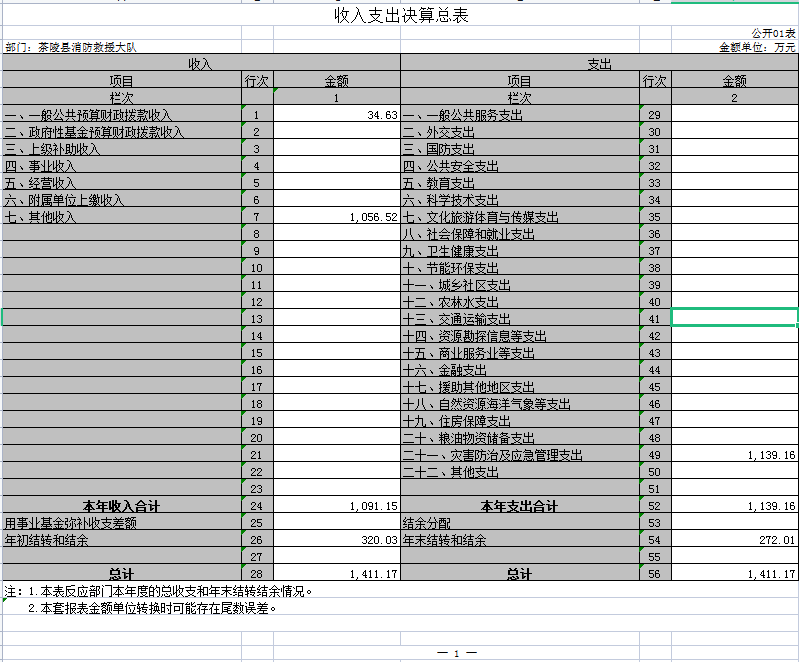 收入支出决算总表
公开01表
部门：茶陵县消防救援大队 金额单位：万元
收入 支出
项目 行次 金额 项目 行次 金额
栏次 1 栏次 2
一、一般公共预算财政拨款收入 1 34.63 一、一般公共服务支出 29
二、政府性基金预算财政拨款收入 2 二、外交支出 30
三、上级补助收入 3 三、国防支出 31
四、事业收入 4 四、公共安全支出 32
五、经营收入 5 五、教育支出 33
六、附属单位上缴收入 6 六、科学技术支出 34
七、其他收入 7 1,056.52 七、文化旅游体育与传媒支出 35
8 八、社会保障和就业支出 36
9 九、卫生健康支出 37
10 十、节能环保支出 38
11 十一、城乡社区支出 39
12 十二、农林水支出 40
13 十三、交通运输支出 41
14 十四、资源勘探信息等支出 42
15 十五、商业服务业等支出 43
16 十六、金融支出 44
17 十七、援助其他地区支出 45
18 十八、自然资源海洋气象等支出 46
19 十九、住房保障支出 47
20 二十、粮油物资储备支出 48
21 二十一、灾害防治及应急管理支出 49 1,139.16
22 二十二、其他支出 50
23 51
本年收入合计 24 1,091.15 本年支出合计 52 1,139.16
用事业基金弥补收支差额 25 结余分配 53
年初结转和结余 26 320.03 年末结转和结余 54 272.01
27 55
总计 28 1,411.17 总计 56 1,411.17
注：1.本表反应部门本年度的总收支和年末结转结余情况。
2.本套报表金额单位转换时可能存在尾数误差。
— 1 —